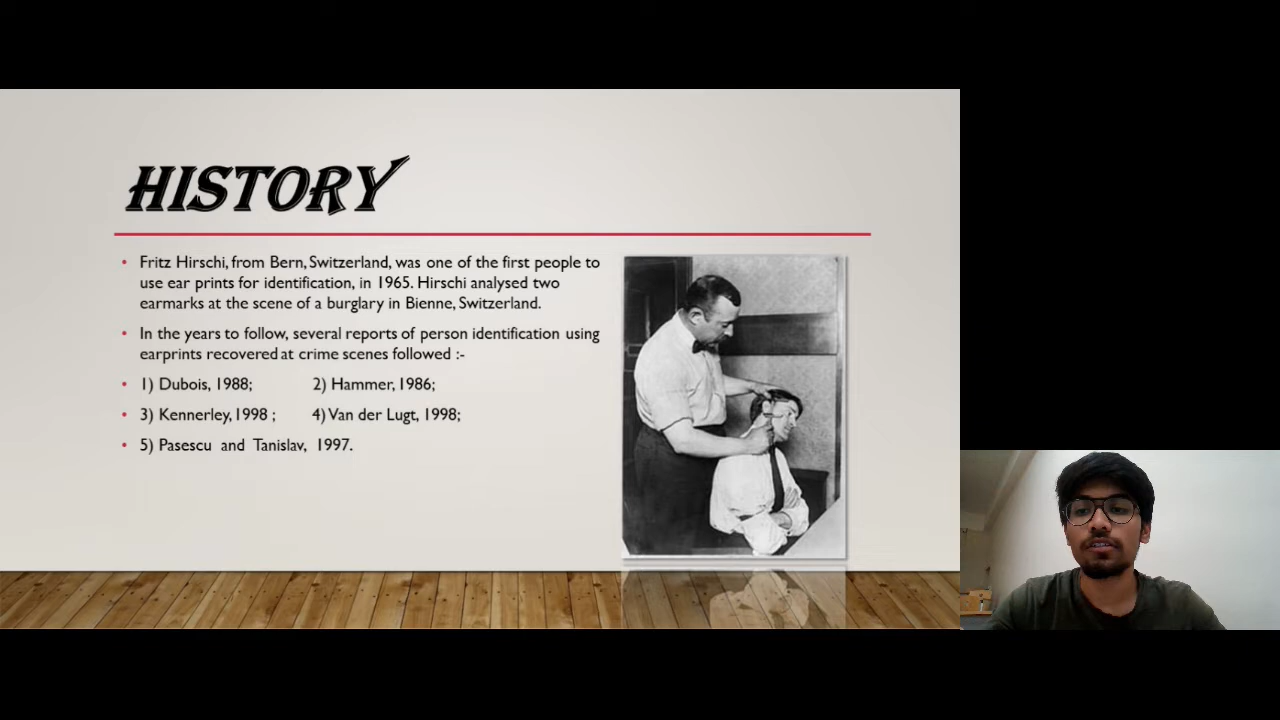 HISTORY
• Fritz Hirschi, from Bern, Switzerland, was one of the first people to
use ear prints for identification, in 1965. Hirschi analysed two
earmarks at the scene of a burglary in Bienne, Switzerland.
• In the years to follow, several reports of person identification using
earprints recovered at crime scenes followed :-
• 1) Dubois, 1988; 2) Hammer, 1986;
• 3) Kennerley, 1998 ; 4) Van der Lugt, 1998;
• 5) Pasescu and Tanislav, 1997.